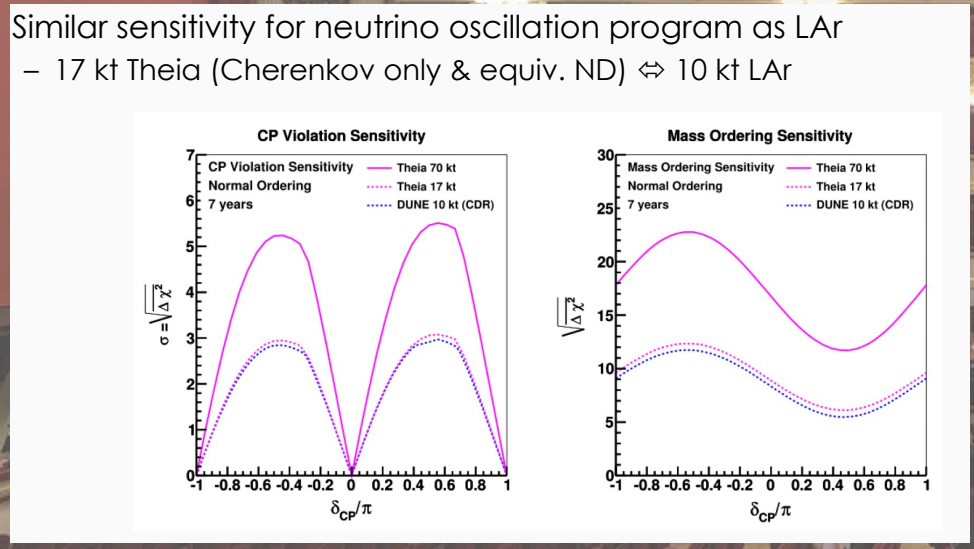 Similar sensitivity for neutrino oscillation program as LAr
– 17 kt Theia (Cherenkov only & equiv. ND) ⇔ 10 kt LAr
CP Violation Sensitivity
CP Violation Sensitivity
Normal Ordering
7 years
Theia 70 kt
Theia 17 kt
DUNE 10 kt (CDR)
σ = √Δχ²
7
6
5
4
3
2
1
0
-1 -0.8 -0.6 -0.4 -0.2 0 0.2 0.4 0.6 0.8 1
δCP/π
Mass Ordering Sensitivity
Mass Ordering Sensitivity
Normal Ordering
7 years
Theia 70 kt
Theia 17 kt
DUNE 10 kt (CDR)
√Δχ²
30
25
20
15
10
5
0
-1 -0.8 -0.6 -0.4 -0.2 0 0.2 0.4 0.6 0.8 1
δCP/π